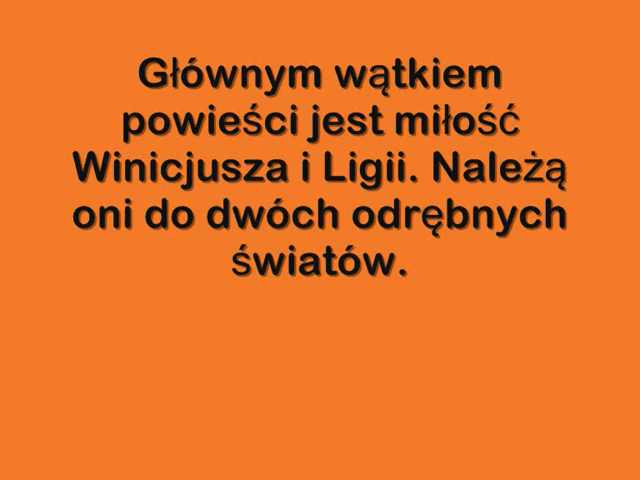 Głównym wątkiem
powieści jest miłość
Winicjusza i Ligii. Należą
oni do dwóch odrębnych
światów.